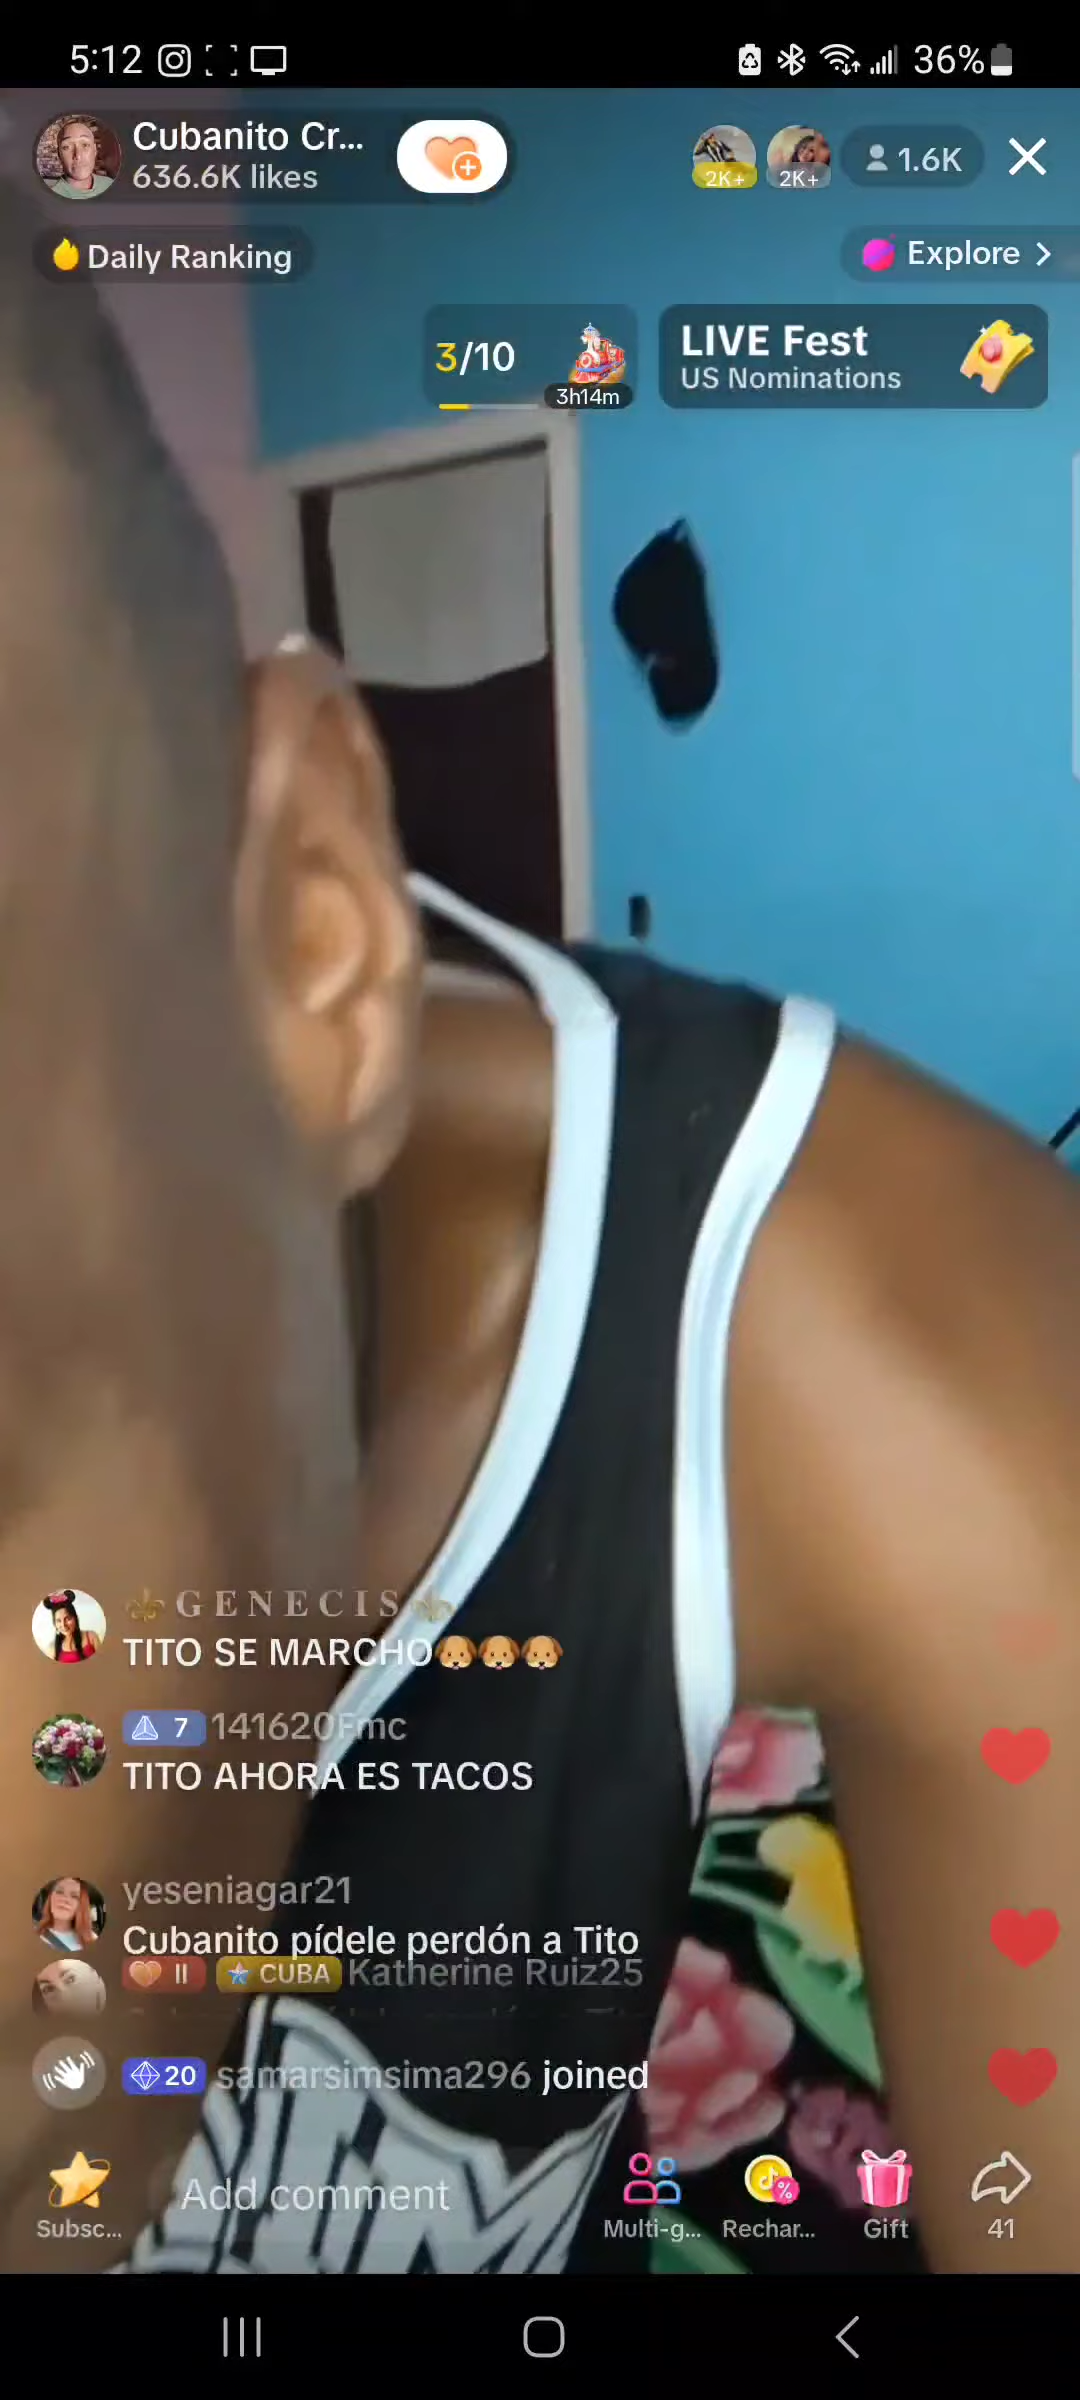 5:12
36%
Cubanito Cr...
636.6K likes
2K+
2K+
1.6K
Daily Ranking
Explore
3/10
3h14m
LIVE Fest
US Nominations
GENECIS
TITO SE MARCHO🐶🐶🐶
7 141620Fmc
TITO AHORA ES TACOS
yeseniagar21
Cubanito pídele perdón a Tito
II CUBA Katherine Ruiz25
20 samarsimsima296 joined
Add comment
Subsc...
Multi-g...
Rechar...
Gift
41